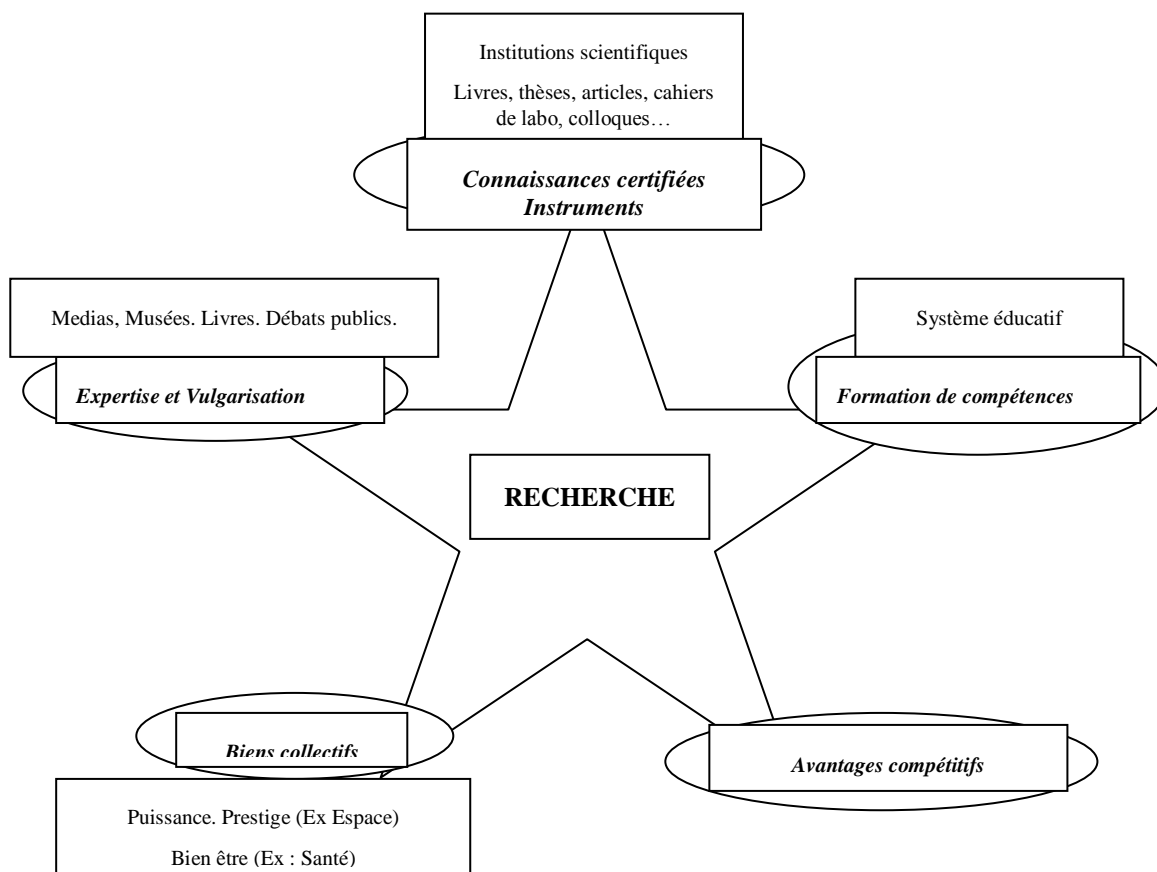 Institutions scientifiques
Livres, thèses, articles, cahiers
de labo, colloques…
Connaissances certifiées
Instruments
Medias, Musées. Livres. Débats publics.
Système éducatif
Expertise et Vulgarisation
Formation de compétences
RECHERCHE
Biens collectifs
Avantages compétitifs
Puissance. Prestige (Ex Espace)
Bien être (Ex : Santé)